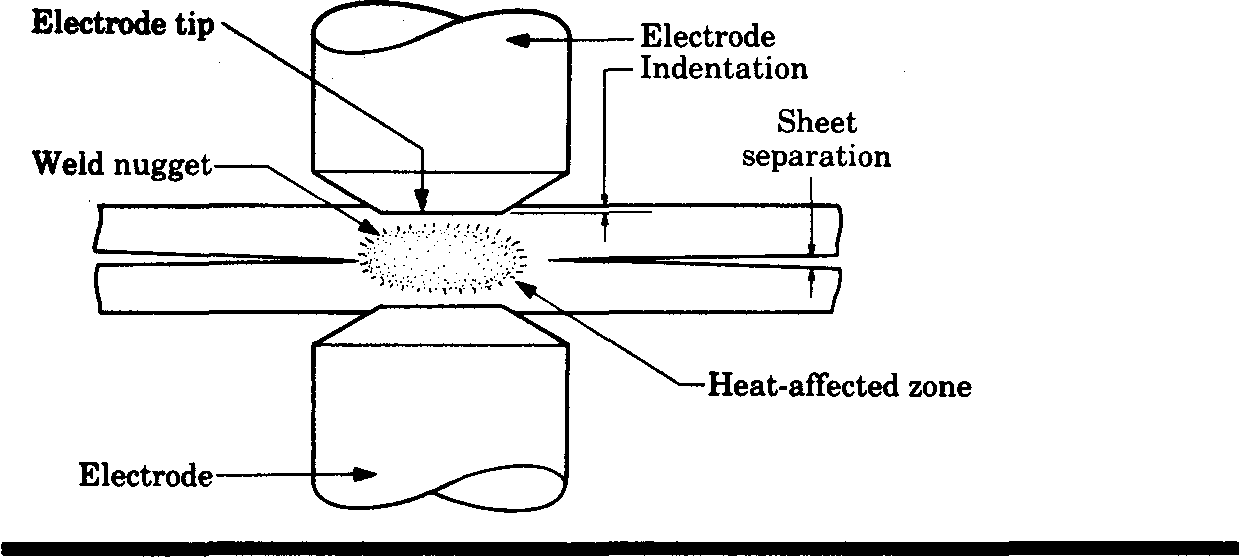 Electrode tip
Electrode
Indentation
Sheet
separation
Weld nugget
Heat-affected zone
Electrode